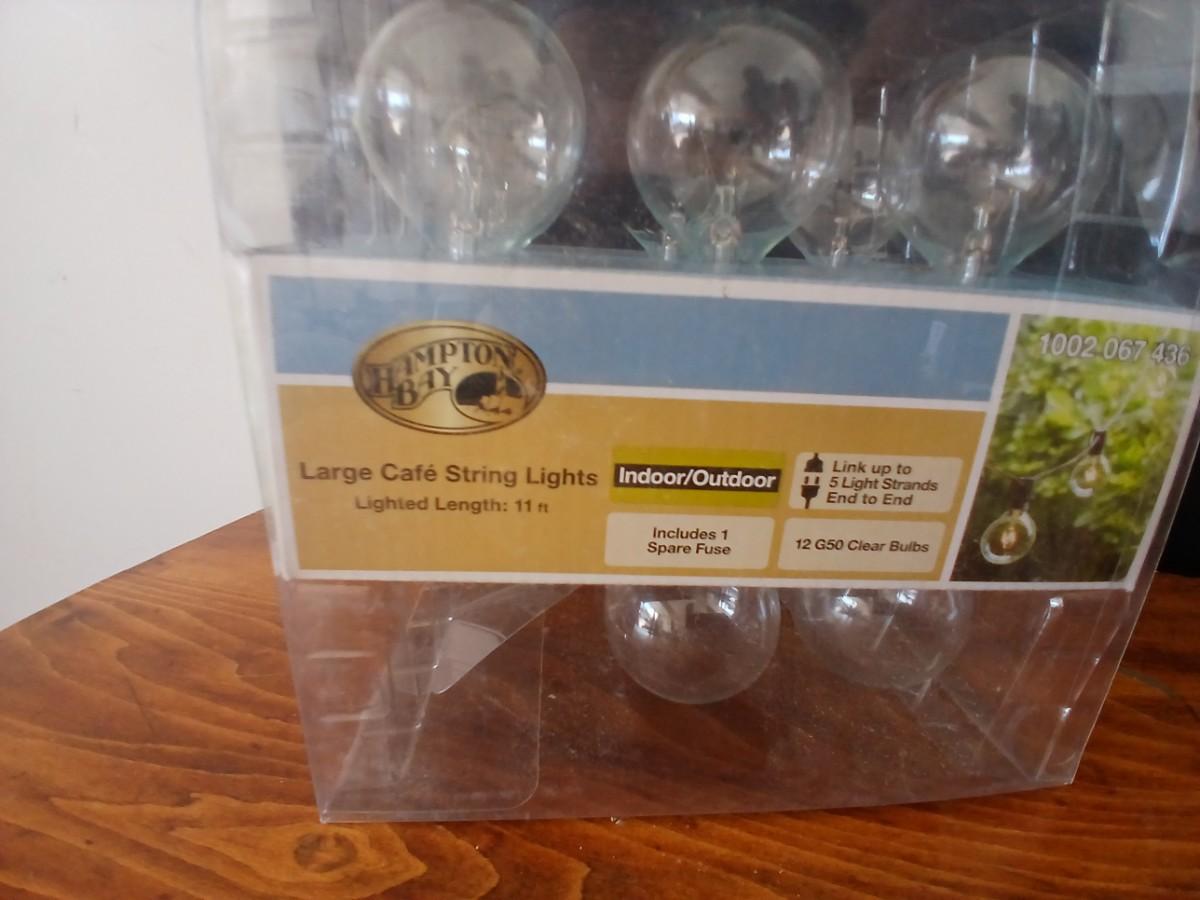 HAMPTON
BAY
1002 067 436
Large Café String Lights
Lighted Length: 11 ft
Indoor/Outdoor
Link up to
5 Light Strands
End to End
Includes 1
Spare Fuse
12 G50 Clear Bulbs